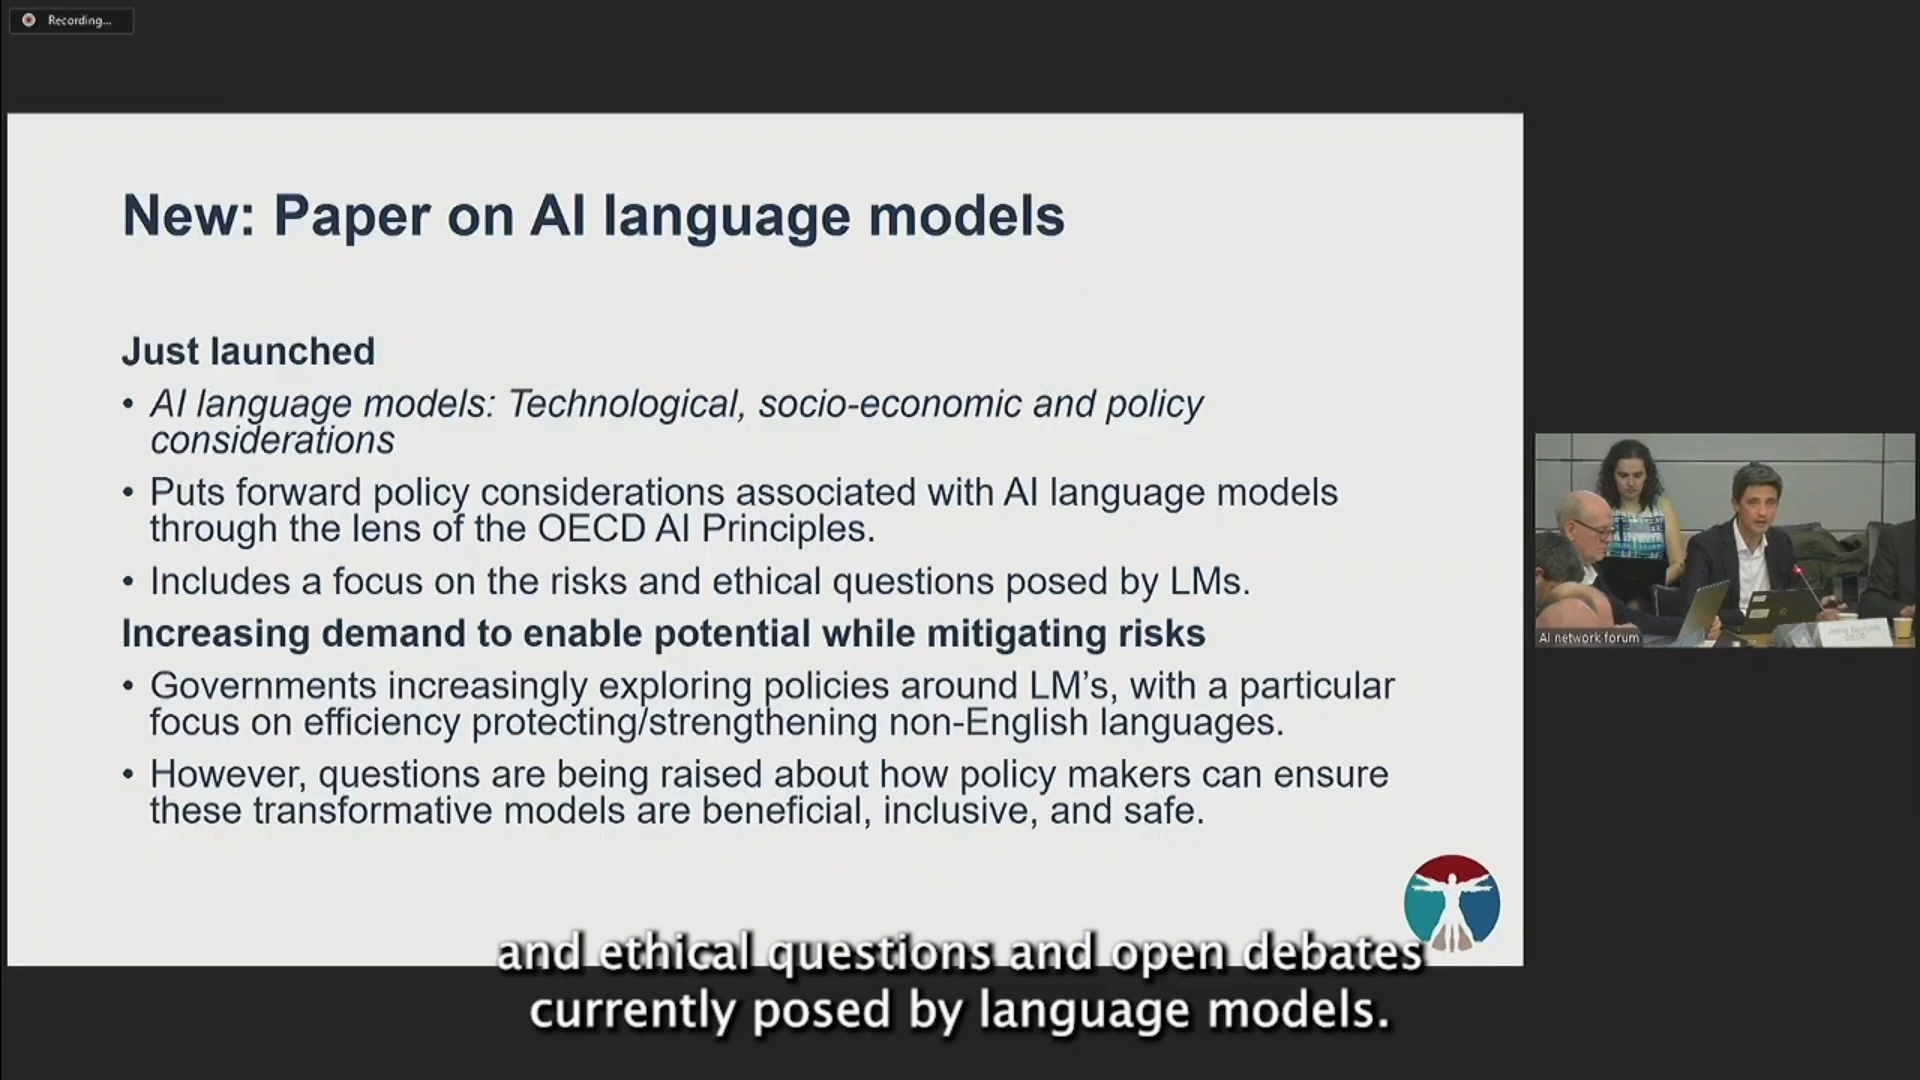 Recording...
New: Paper on AI language models
Just launched
• AI language models: Technological, socio-economic and policy
considerations
• Puts forward policy considerations associated with AI language models
through the lens of the OECD AI Principles.
• Includes a focus on the risks and ethical questions posed by LMs.
Increasing demand to enable potential while mitigating risks
• Governments increasingly exploring policies around LM’s, with a particular
focus on efficiency protecting/strengthening non-English languages.
• However, questions are being raised about how policy makers can ensure
these transformative models are beneficial, inclusive, and safe.
AI network forum
and ethical questions and open debates
currently posed by language models.